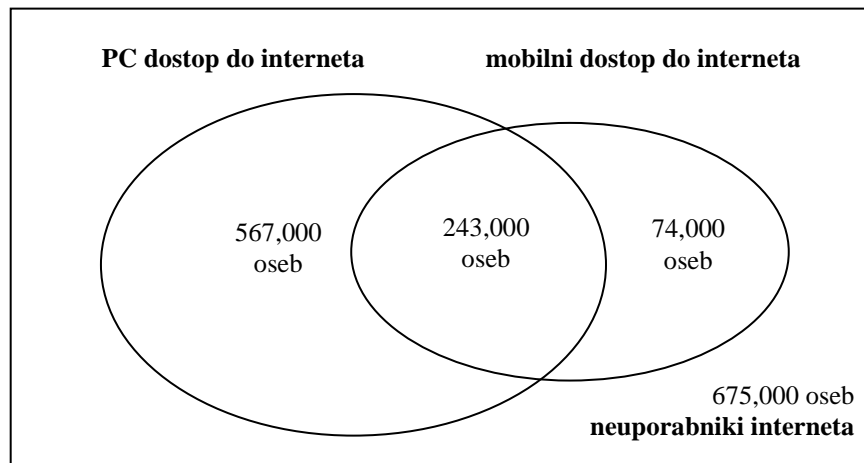 PC dostop do interneta
mobilni dostop do interneta
567,000
oseb
243,000
oseb
74,000
oseb
675,000 oseb
neuporabniki interneta